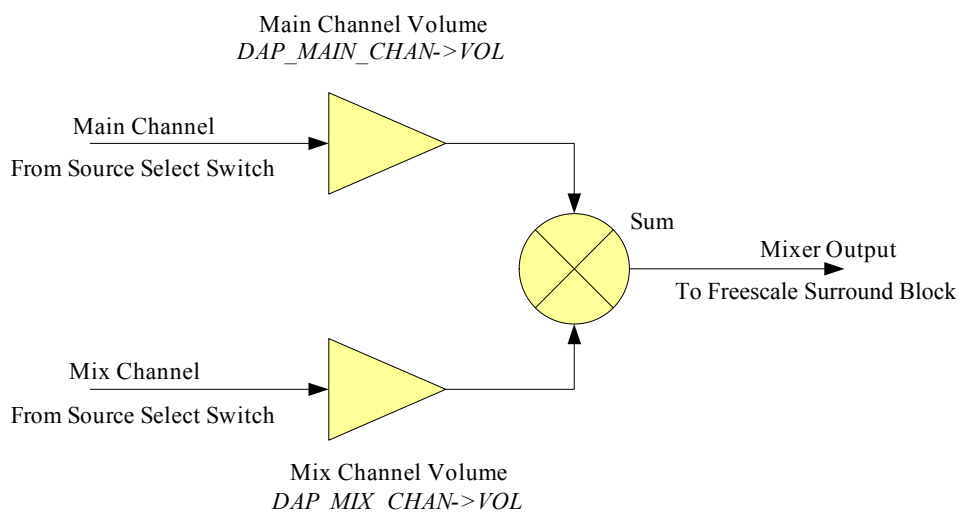 Main Channel Volume
DAP_MAIN_CHAN->VOL
Main Channel
From Source Select Switch
Sum
Mixer Output
To Freescale Surround Block
Mix Channel
From Source Select Switch
Mix Channel Volume
DAP_MIX_CHAN->VOL